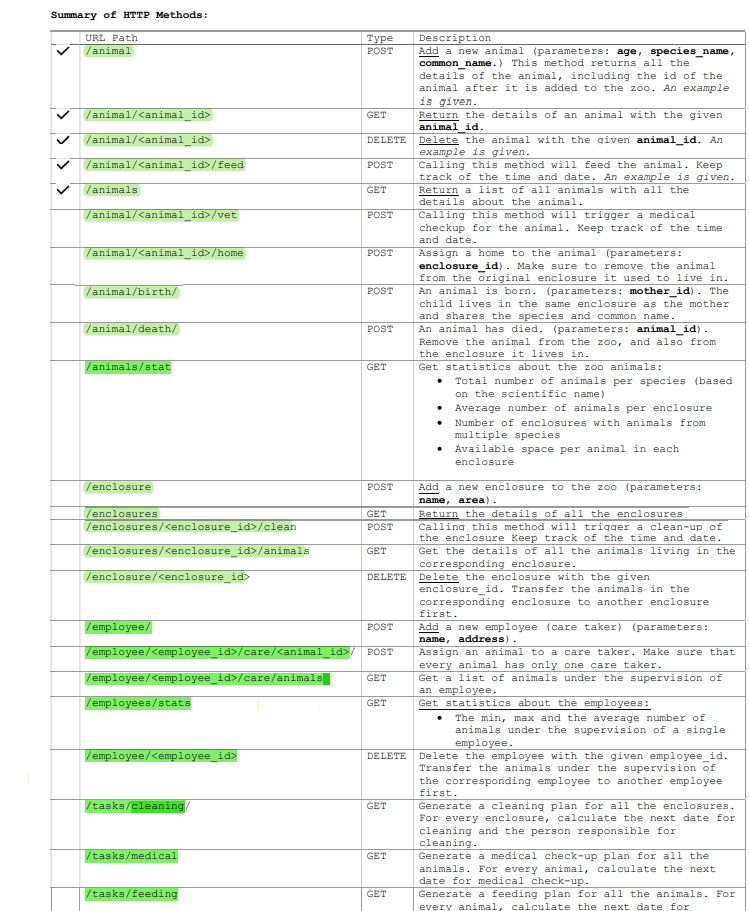 Summary of HTTP Methods:
URL Path Type Description
/animal POST Add a new animal (parameters: age, species_name,
common_name.) This method returns all the
details of the animal, including the id of the
animal after it is added to the zoo. An example
is given.
/animal/<animal_id> GET Return the details of an animal with the given
animal_id.
/animal/<animal_id> DELETE Delete the animal with the given animal_id. An
example is given.
/animal/<animal_id>/feed POST Calling this method will feed the animal. Keep
track of the time and date. An example is given.
/animals GET Return a list of all animals with all the
details about the animal.
/animal/<animal_id>/vet POST Calling this method will trigger a medical
checkup for the animal. Keep track of the time
and date.
/animal/<animal_id>/home POST Assign a home to the animal (parameters:
enclosure_id). Make sure to remove the animal
from the original enclosure it used to live in.
/animal/birth/ POST An animal is born. (parameters: mother_id). The
child lives in the same enclosure as the mother
and shares the species and common name.
/animal/death/ POST An animal has died. (parameters: animal_id).
Remove the animal from the zoo, and also from
the enclosure it lives in.
/animals/stat GET Get statistics about the zoo animals:
• Total number of animals per species (based
on the scientific name)
• Average number of animals per enclosure
• Number of enclosures with animals from
multiple species
• Available space per animal in each
enclosure
/enclosure POST Add a new enclosure to the zoo (parameters:
name, area).
/enclosures GET Return the details of all the enclosures
/enclosures/<enclosure_id>/clean POST Calling this method will trigger a clean-up of
the enclosure Keep track of the time and date.
/enclosures/<enclosure_id>/animals GET Get the details of all the animals living in the
corresponding enclosure.
/enclosure/<enclosure_id> DELETE Delete the enclosure with the given
enclosure_id. Transfer the animals in the
corresponding enclosure to another enclosure
first.
/employee/ POST Add a new employee (care taker) (parameters:
name, address).
/employee/<employee_id>/care/<animal_id>/ POST Assign an animal to a care taker. Make sure that
every animal has only one care taker.
/employee/<employee_id>/care/animals GET Get a list of animals under the supervision of
an employee.
/employees/stats GET Get statistics about the employees:
• The min, max and the average number of
animals under the supervision of a single
employee.
/employee/<employee_id> DELETE Delete the employee with the given employee_id.
Transfer the animals under the supervision of
the corresponding employee to another employee
first.
/tasks/cleaning/ GET Generate a cleaning plan for all the enclosures.
For every enclosure, calculate the next date for
cleaning and the person responsible for
cleaning.
/tasks/medical GET Generate a medical check-up plan for all the
animals. For every animal, calculate the next
date for medical check-up.
/tasks/feeding GET Generate a feeding plan for all the animals. For
every animal, calculate the next date for